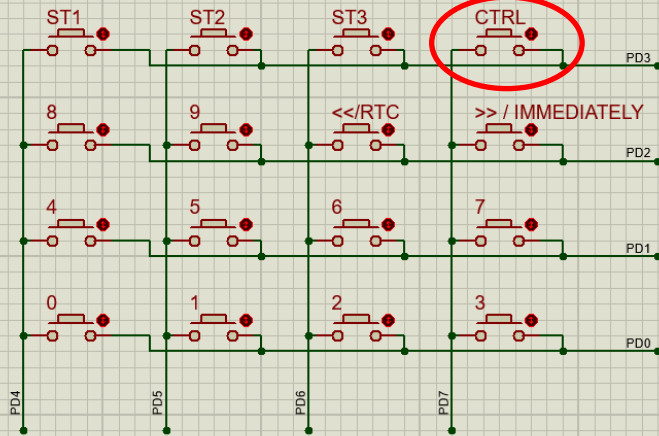 ST1 ST2 ST3 CTRL
PD3
8 9 <</RTC >> / IMMEDIATELY
PD2
4 5 6 7
PD1
0 1 2 3
PD0
PD4 PD5 PD6 PD7